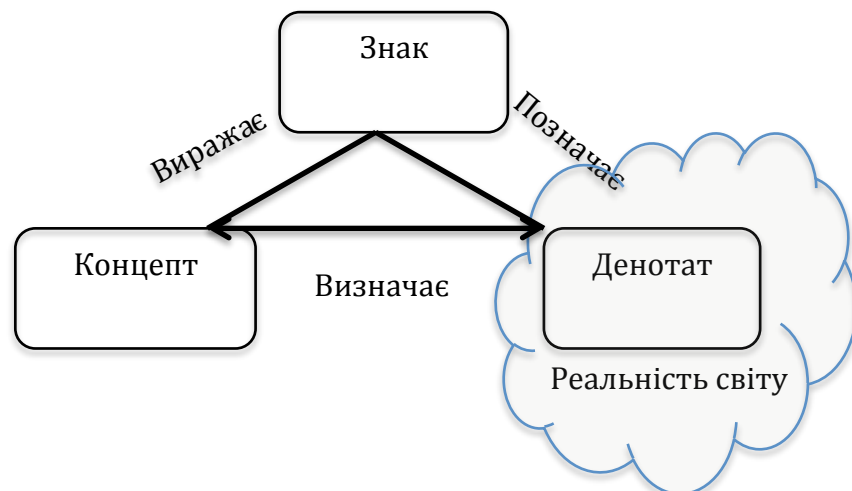 Знак
Виражає
Позначає
Концепт
Визначає
Денотат
Реальність світу